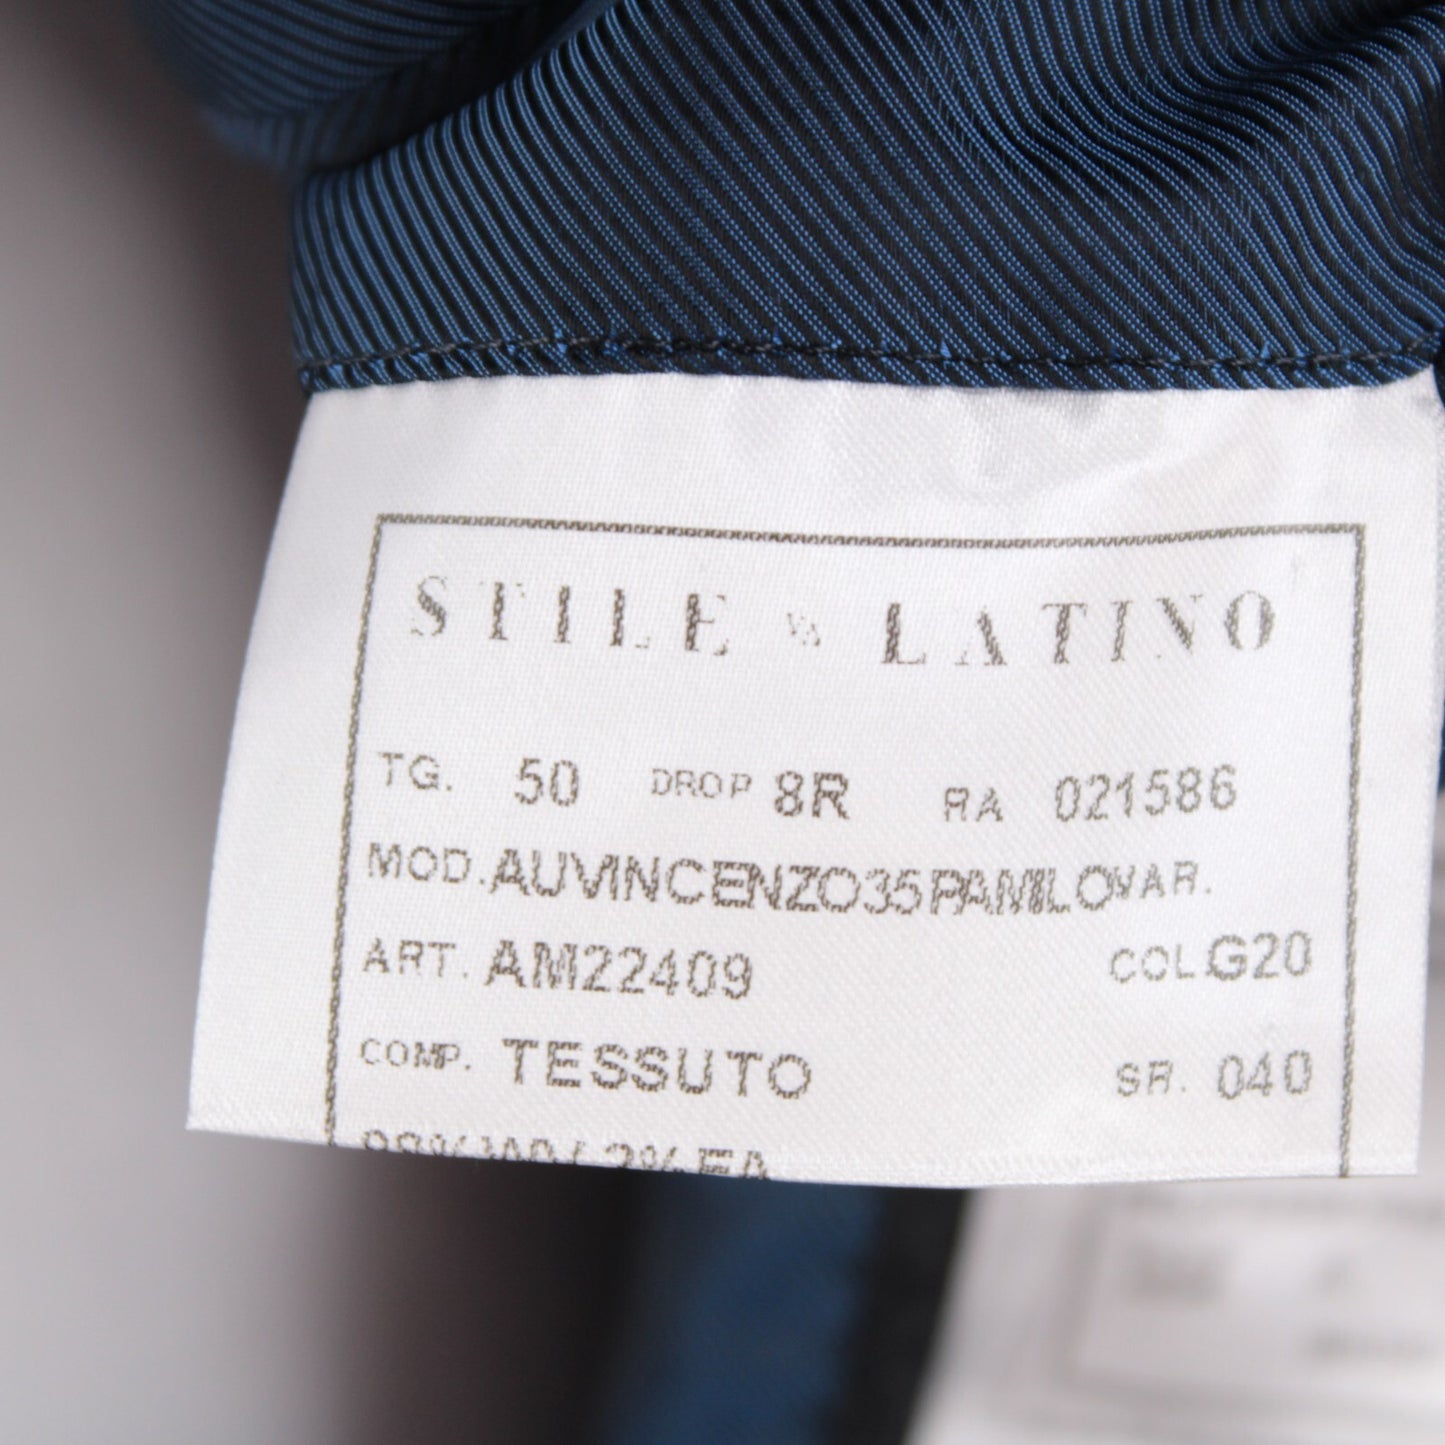 STILE LATINO
TG. 50 DROP 8R RA 021586
MOD. AUVINCENZO35PAMILO VAR.
ART. AM22409 COL. G20
COMP. TESSUTO SR. 040